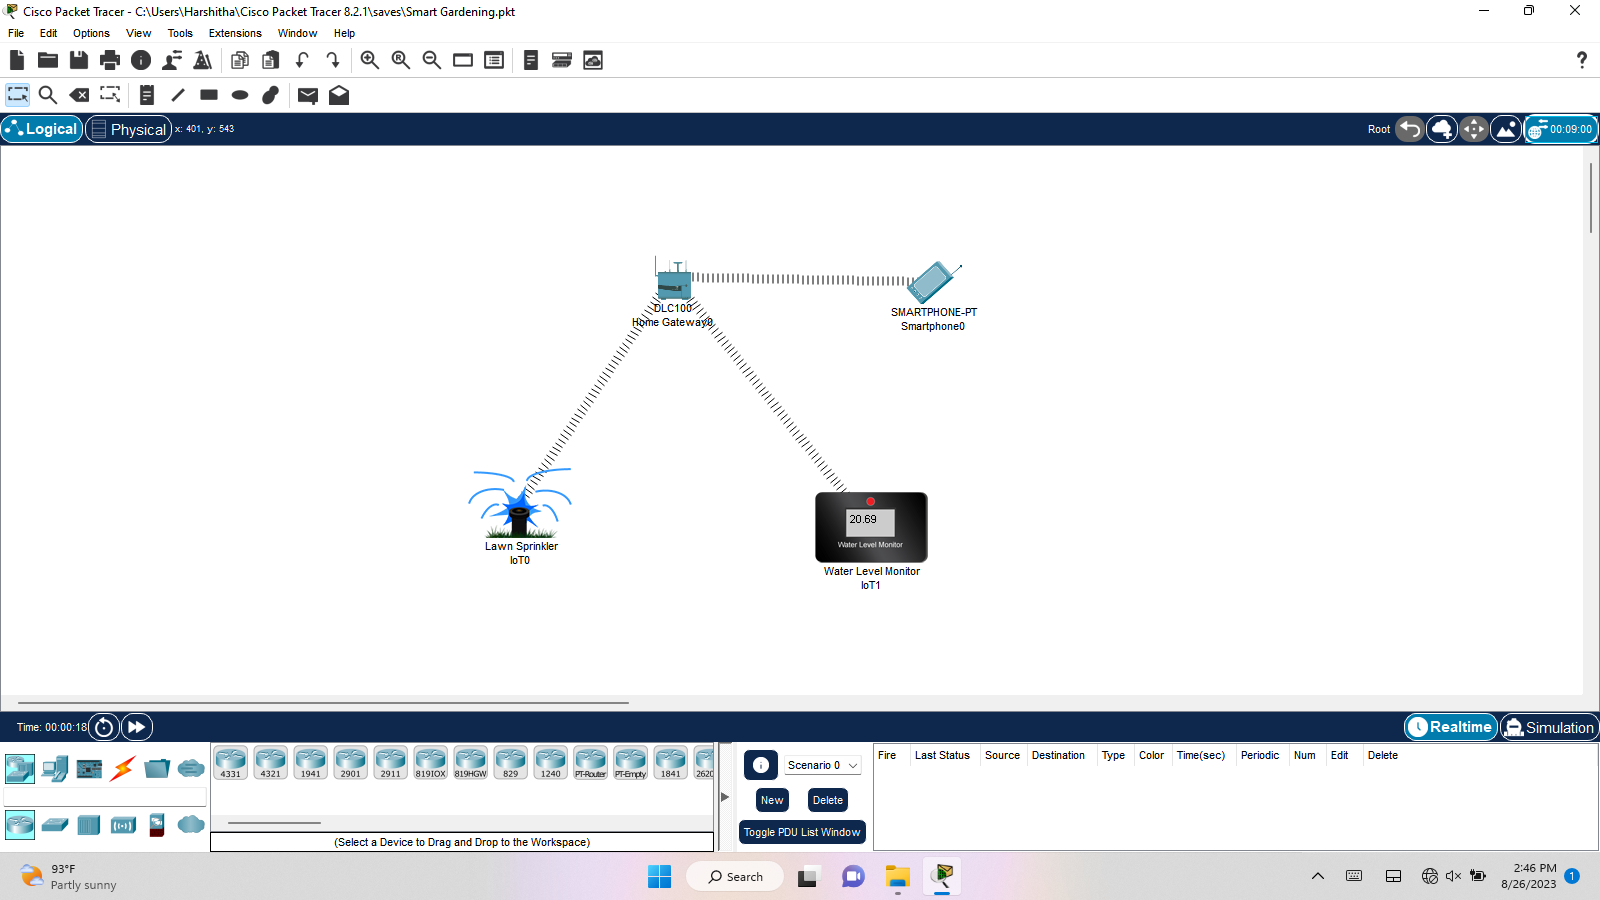 Cisco Packet Tracer - C:\Users\Harshitha\Cisco Packet Tracer 8.2.1\saves\Smart Gardening.pkt
File Edit Options View Tools Extensions Window Help
Logical Physical x: 401, y: 543 Root 00:09:00
DLC100
Home Gateway0
SMARTPHONE-PT
Smartphone0
20.69
Water Level Monitor
Lawn Sprinkler
IoT0
Water Level Monitor
IoT1
Time: 00:00:18 Realtime Simulation
4331 4321 1941 2901 2911 819IOX 819HGW 829 1240 PT-Router PT-Empty 1841 2620
Scenario 0
New Delete
Toggle PDU List Window
Fire Last Status Source Destination Type Color Time(sec) Periodic Num Edit Delete
(Select a Device to Drag and Drop to the Workspace)
93°F
Partly sunny
Search
2:46 PM
8/26/2023
1